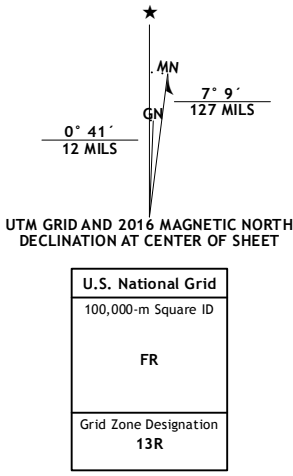 ★
MN
GN
7° 9´
127 MILS
0° 41´
12 MILS
UTM GRID AND 2016 MAGNETIC NORTH
DECLINATION AT CENTER OF SHEET
U.S. National Grid
100,000-m Square ID
FR
Grid Zone Designation
13R